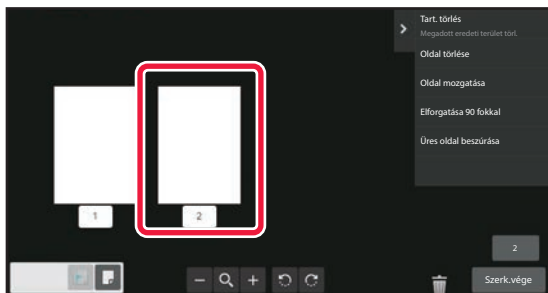 Tart. törlés
Megadott eredeti terület törl.
Oldal törlése
Oldal mozgatása
Elforgatása 90 fokkal
Üres oldal beszúrása
1
2
2
Szerk.vége